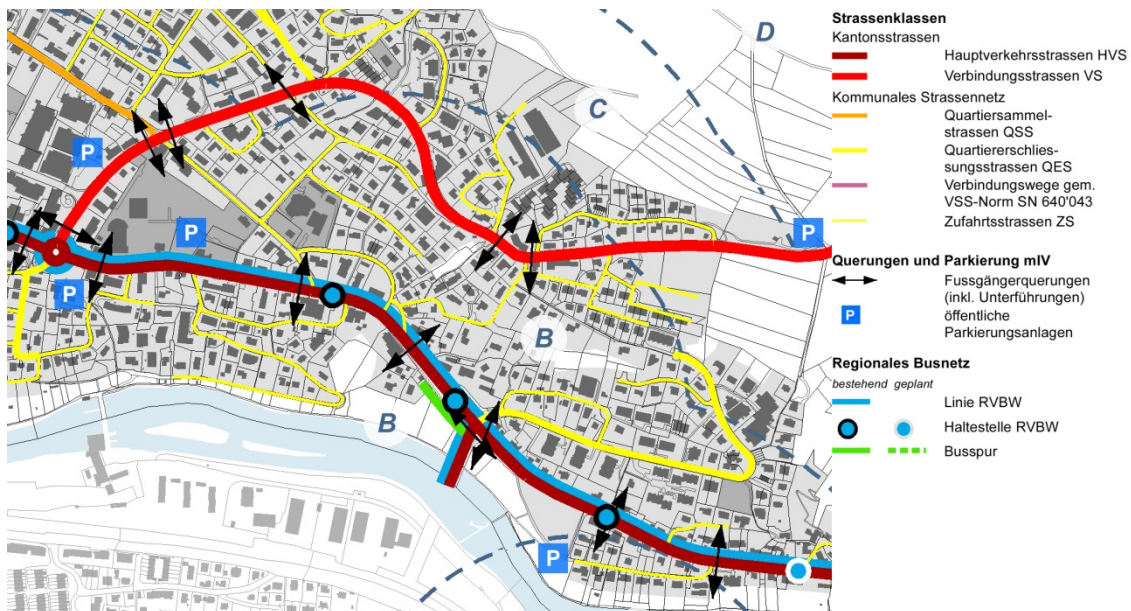 D
C
P
P
P
P
B
B
P
Strassenklassen
Kantonsstrassen
Hauptverkehrsstrassen HVS
Verbindungsstrassen VS
Kommunales Strassennetz
Quartiersammel-
strassen QSS
Quartiererschlies-
sungsstrassen QES
Verbindungswege gem.
VSS-Norm SN 640'043
Zufahrtsstrassen ZS
Querungen und Parkierung mIV
Fussgängerquerungen
(inkl. Unterführungen)
P
öffentliche
Parkierungsanlagen
Regionales Busnetz
bestehend geplant
Linie RVBW
Haltestelle RVBW
Busspur